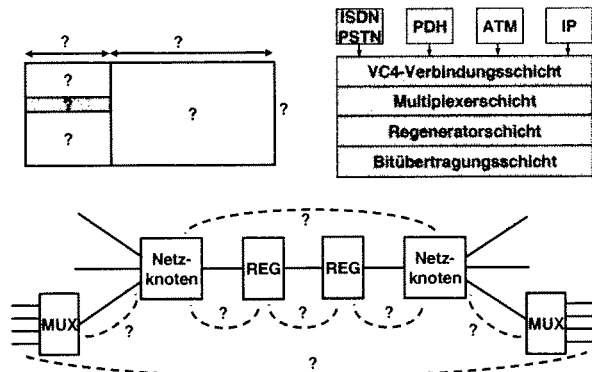 ? ?
?
?
?
?
?
ISDN
PSTN
PDH
ATM
IP
VC4-Verbindungsschicht
Multiplexerschicht
Regeneratorschicht
Bitübertragungsschicht
?
Netz-
knoten
REG
REG
Netz-
knoten
MUX
?
?
?
?
?
MUX
?